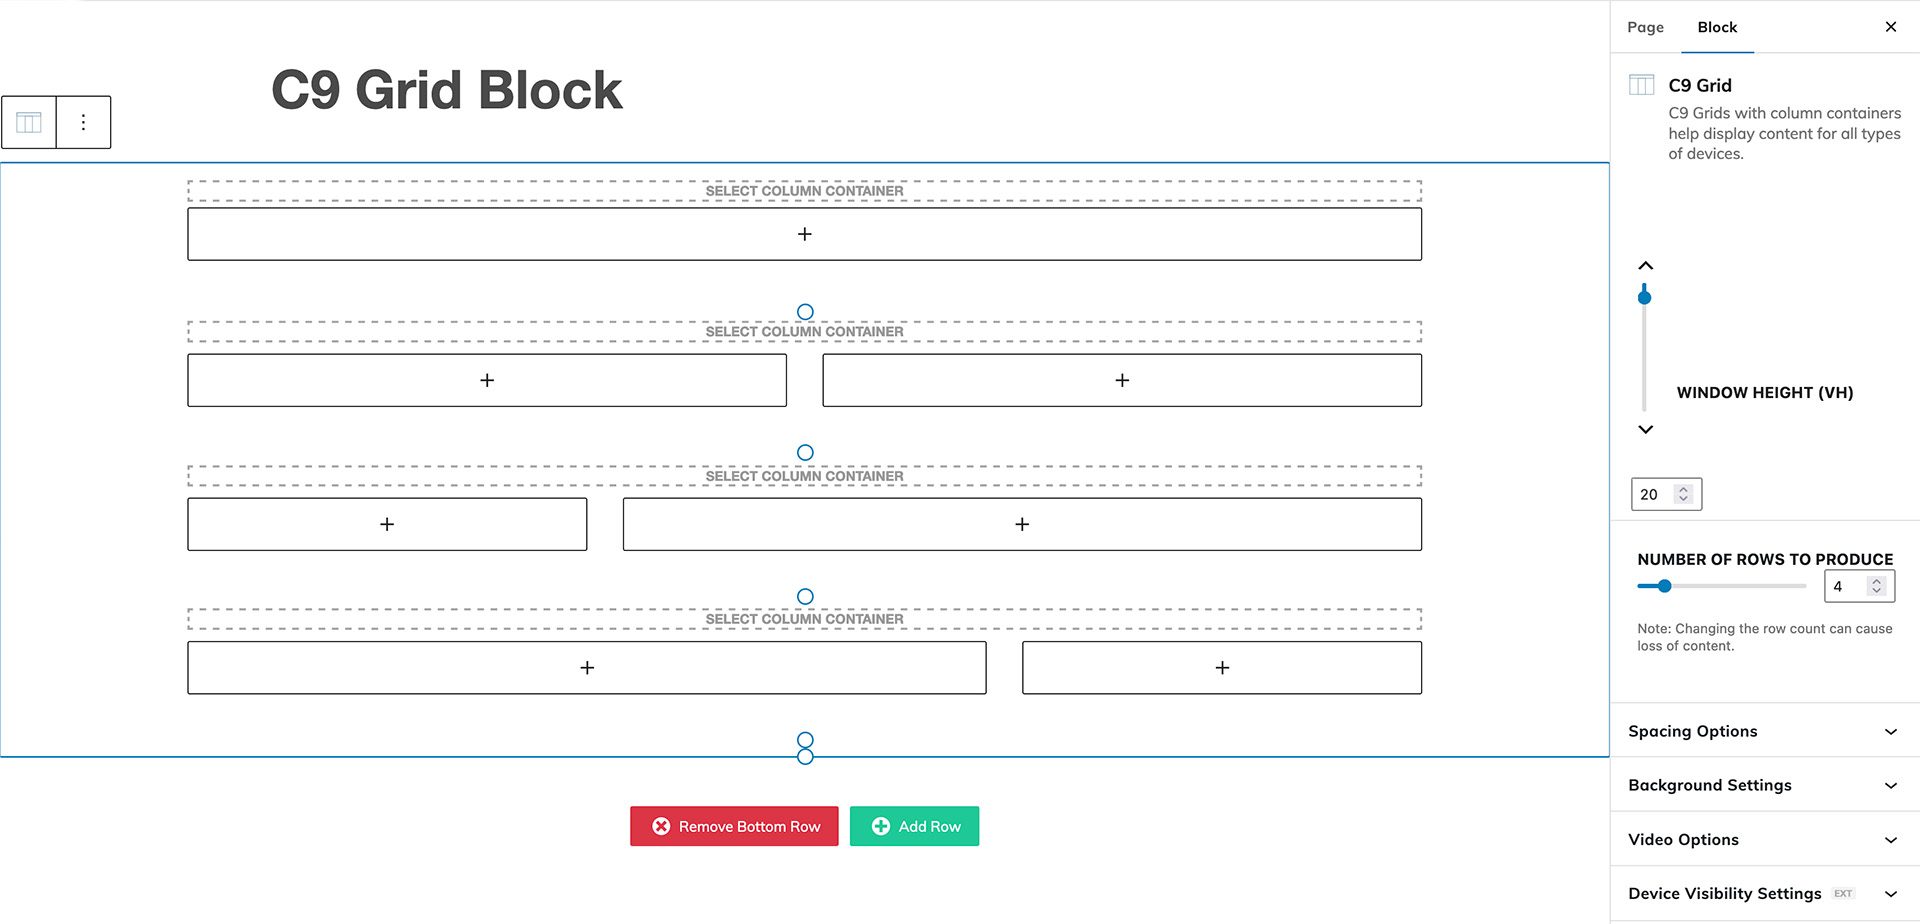 C9 Grid Block
SELECT COLUMN CONTAINER
SELECT COLUMN CONTAINER
SELECT COLUMN CONTAINER
SELECT COLUMN CONTAINER
Remove Bottom Row
Add Row
Page Block
C9 Grid
C9 Grids with column containers
help display content for all types
of devices.
WINDOW HEIGHT (VH)
20
NUMBER OF ROWS TO PRODUCE
4
Note: Changing the row count can cause
loss of content.
Spacing Options
Background Settings
Video Options
Device Visibility Settings EXT